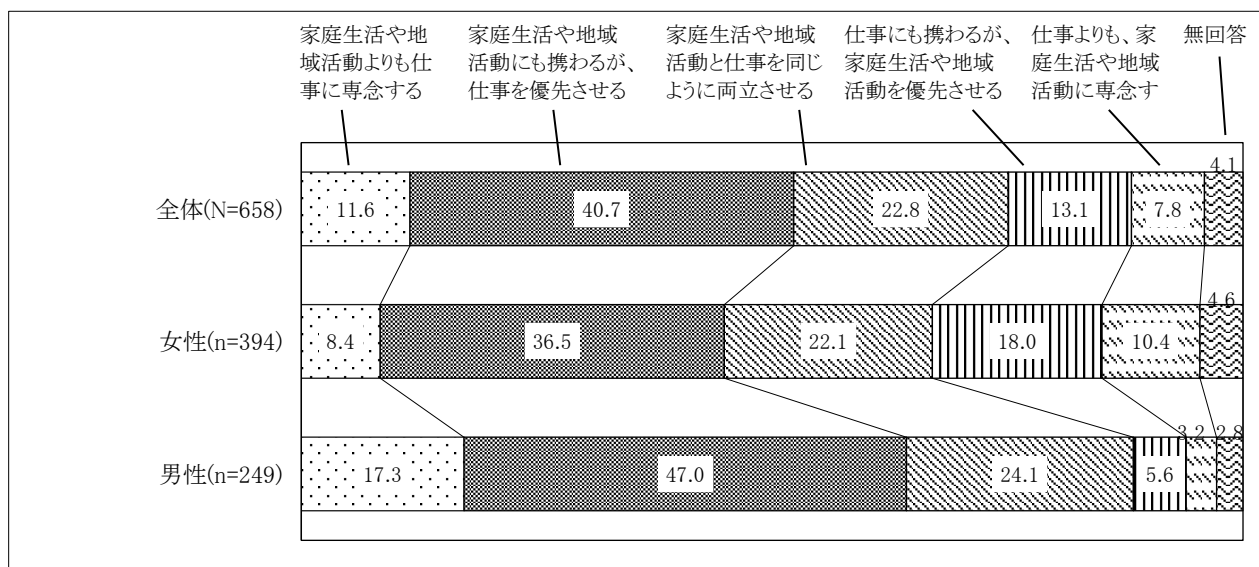 家庭生活や地
域活動よりも仕
事に専念する
家庭生活や地域
活動にも携わるが、
仕事を優先させる
家庭生活や地域
活動と仕事を同じ
ように両立させる
仕事にも携わるが、
家庭生活や地域
活動を優先させる
仕事よりも、家
庭生活や地域
活動に専念す
無回答
全体(N=658)
11.6
40.7
22.8
13.1
7.8
4.1
女性(n=394)
8.4
36.5
22.1
18.0
10.4
4.6
男性(n=249)
17.3
47.0
24.1
5.6
3.2
2.8